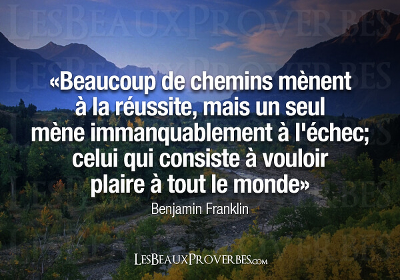 LESBEAUXPROVERBES
«Beaucoup de chemins mènent
à la réussite, mais un seul
mène immanquablement à l'échec;
celui qui consiste à vouloir
plaire à tout le monde»
Benjamin Franklin
LESBEAUXPROVERBES
LESBEAUXPROVERBES.COM